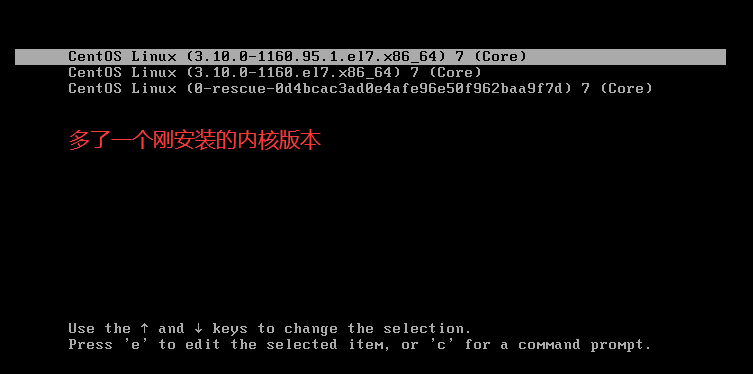 CentOS Linux (3.10.0-1160.95.1.el7.x86_64) 7 (Core)
CentOS Linux (3.10.0-1160.el7.x86_64) 7 (Core)
CentOS Linux (0-rescue-0d4bcac3ad0e4afe96e50f962baa9f7d) 7 (Core)
多了一个刚安装的内核版本
Use the ↑ and ↓ keys to change the selection.
Press 'e' to edit the selected item, or 'c' for a command prompt.